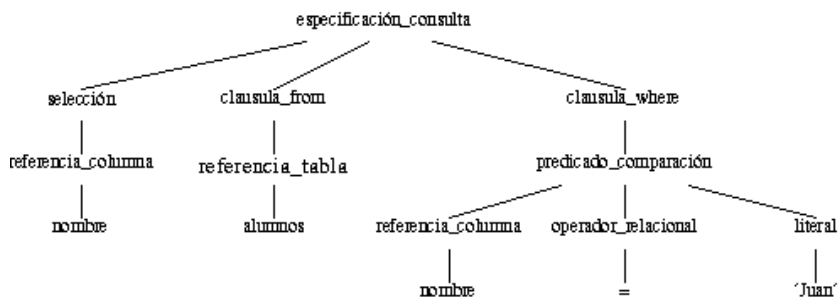 especificación_consulta
selección clausula_from clausula_where
referencia_columna referencia_tabla predicado_comparación
nombre alumnos referencia_columna operador_relacional literal
nombre = 'Juan'